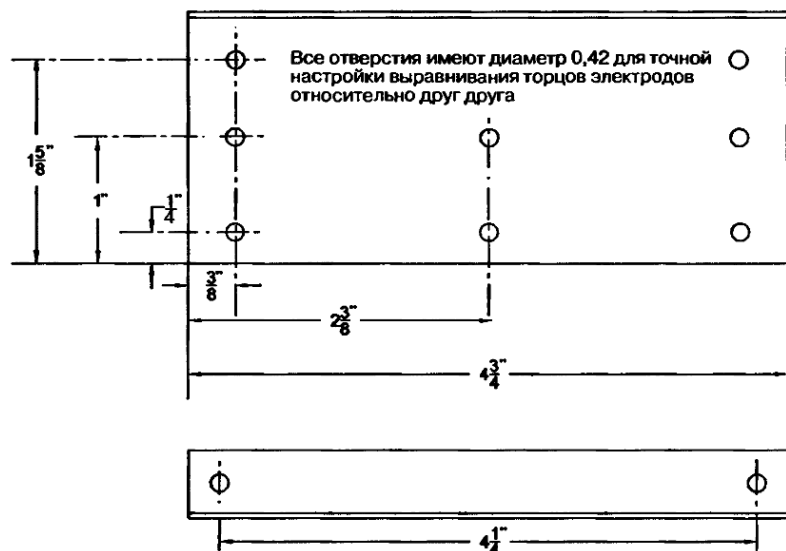 Все отверстия имеют диаметр 0,42 для точной
настройки выравнивания торцов электродов
относительно друг друга
1 5/8"
1"
1/4"
3/8"
2 3/8"
4 3/4"
4 1/4"